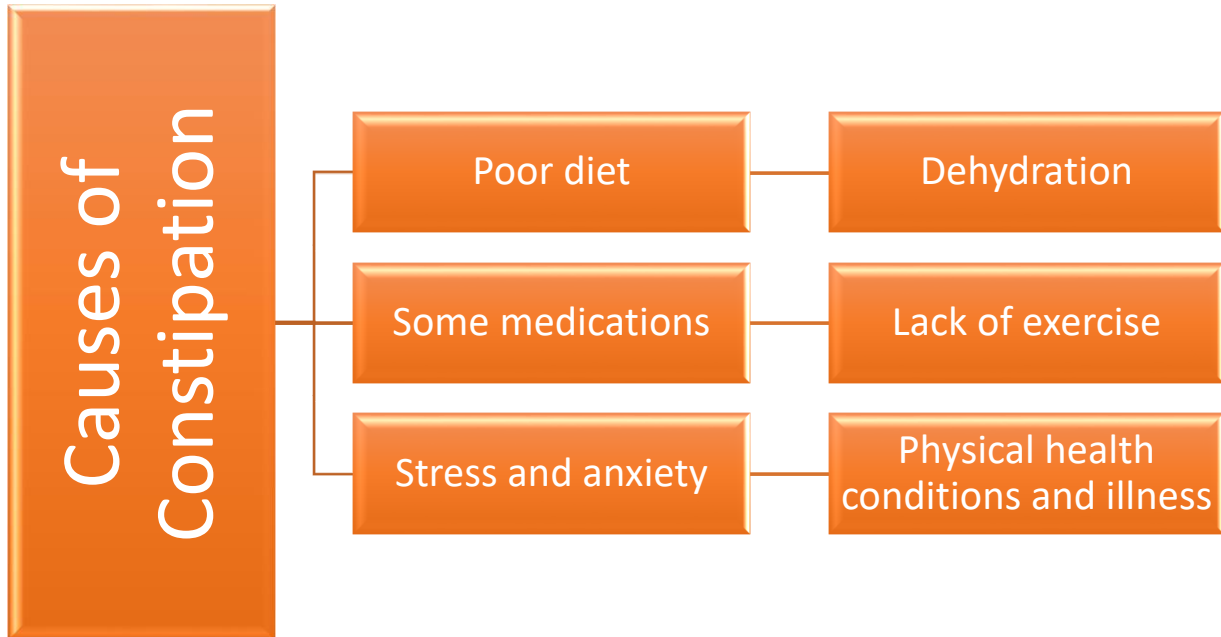 Causes of
Constipation
Poor diet
Dehydration
Some medications
Lack of exercise
Stress and anxiety
Physical health
conditions and illness